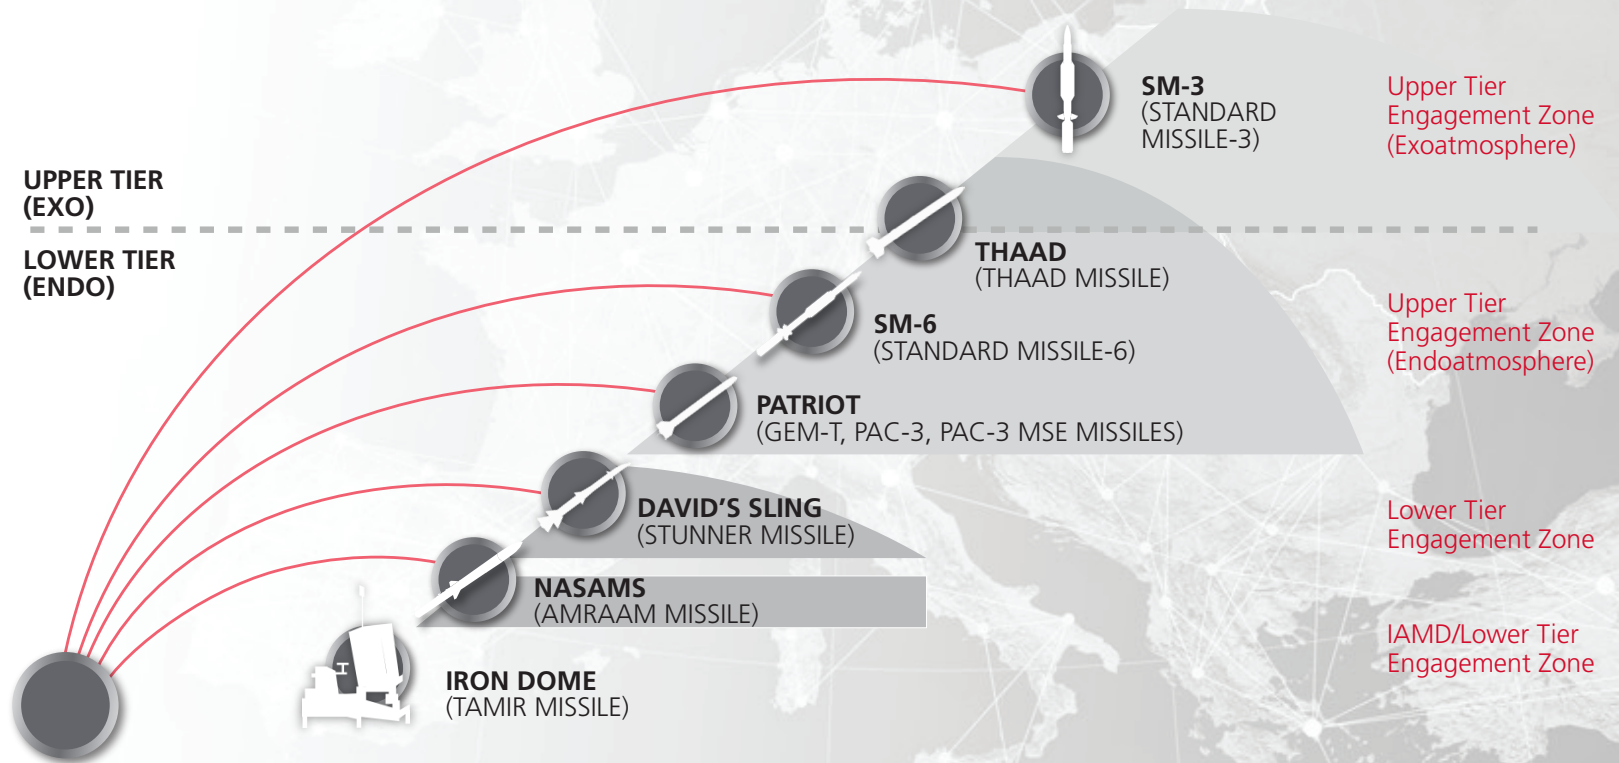 SM-3
(STANDARD
MISSILE-3)
Upper Tier
Engagement Zone
(Exoatmosphere)
UPPER TIER
(EXO)
LOWER TIER
(ENDO)
THAAD
(THAAD MISSILE)
SM-6
(STANDARD MISSILE-6)
Upper Tier
Engagement Zone
(Endoatmosphere)
PATRIOT
(GEM-T, PAC-3, PAC-3 MSE MISSILES)
DAVID'S SLING
(STUNNER MISSILE)
Lower Tier
Engagement Zone
NASAMS
(AMRAAM MISSILE)
IAMD/Lower Tier
Engagement Zone
IRON DOME
(TAMIR MISSILE)